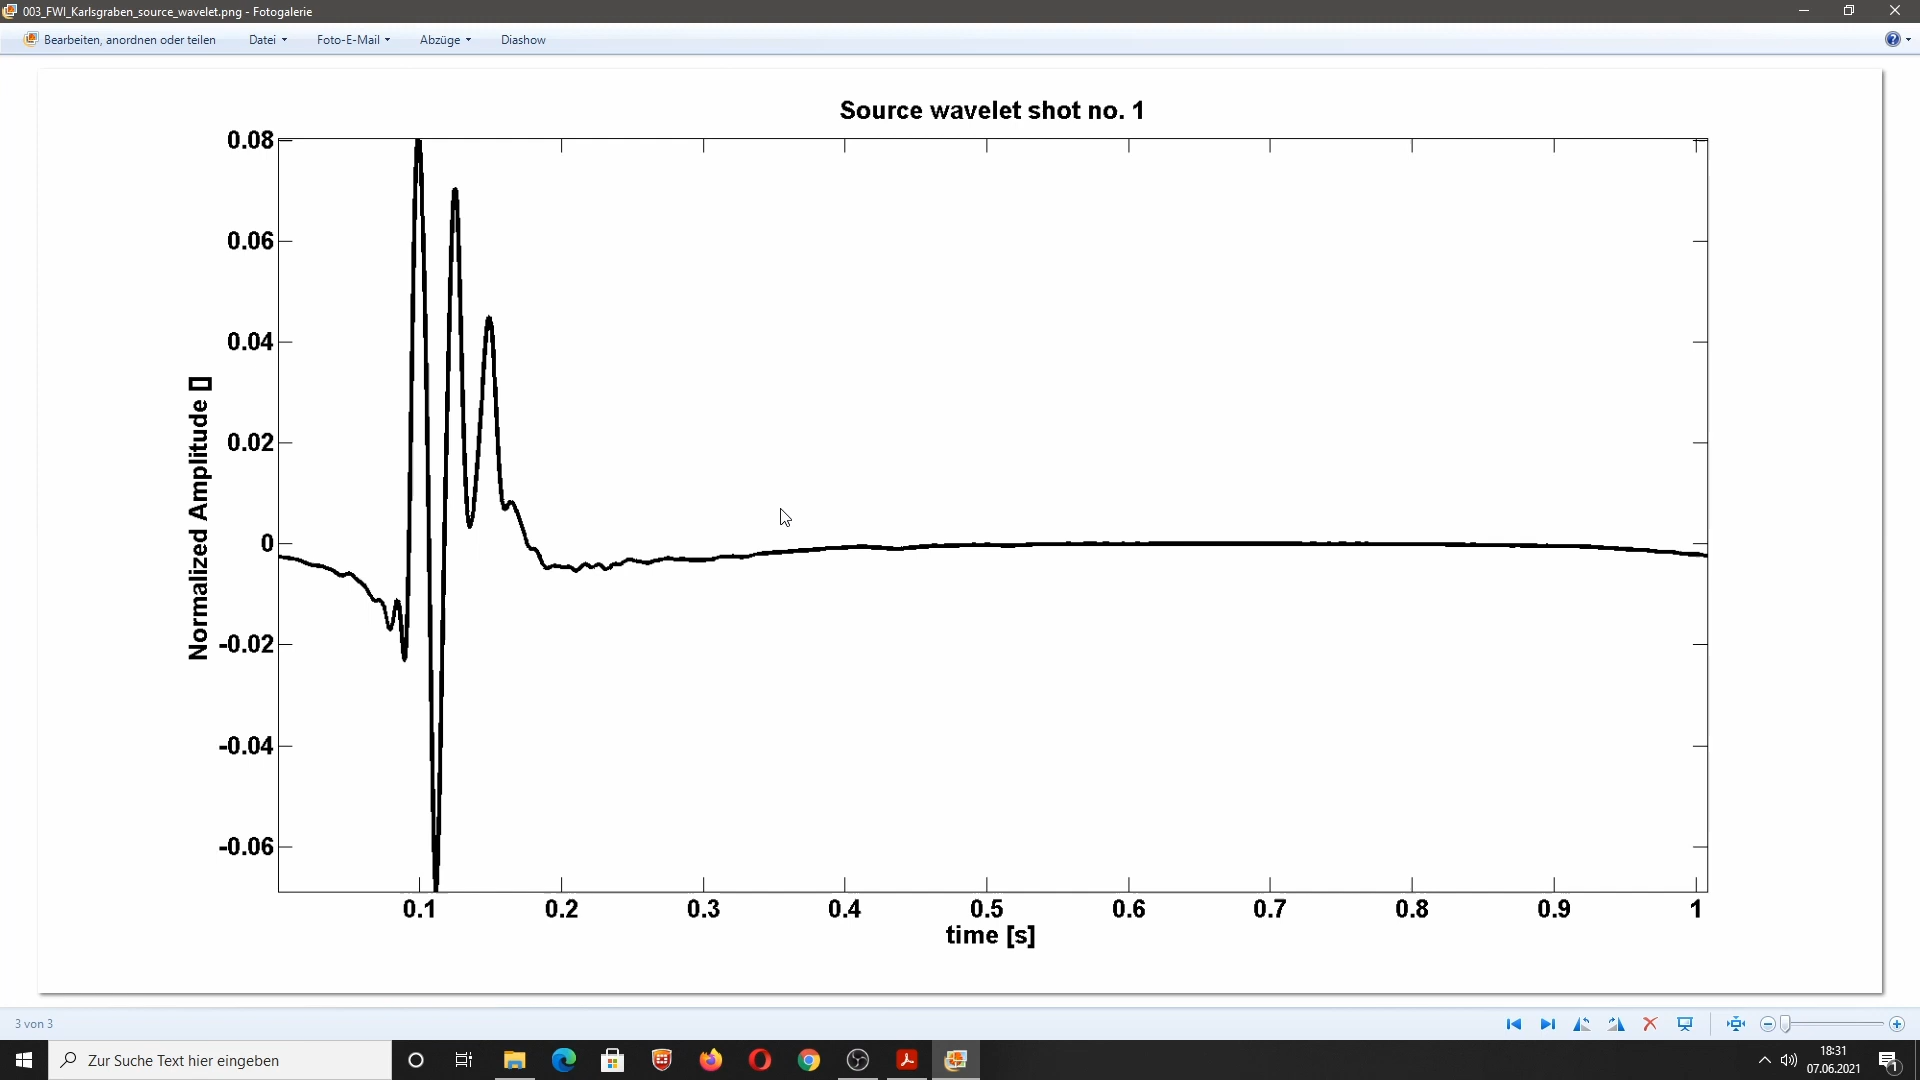 003_FWI_Karlsgraben_source_wavelet.png - Fotogalerie
Bearbeiten, anordnen oder teilen Datei Foto-E-Mail Abzüge Diashow
Source wavelet shot no. 1
0.08
0.06
0.04
0.02
0
-0.02
-0.04
-0.06
Normalized Amplitude []
0.1 0.2 0.3 0.4 0.5 0.6 0.7 0.8 0.9 1
time [s]
3 von 3
Zur Suche Text hier eingeben
18:31
07.06.2021
1